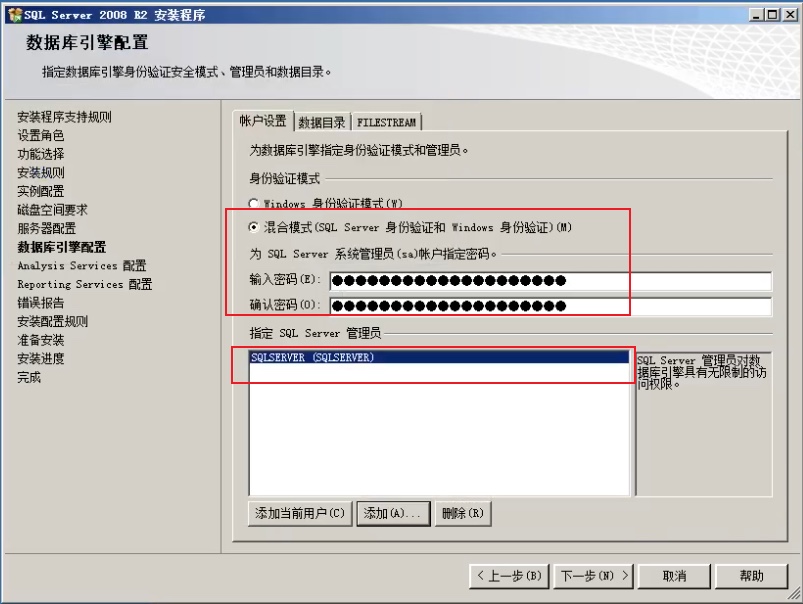 SQL Server 2008 R2 安装程序
数据库引擎配置
指定数据库引擎身份验证安全模式、管理员和数据目录。
安装程序支持规则
设置角色
功能选择
安装规则
实例配置
磁盘空间要求
服务器配置
数据库引擎配置
Analysis Services 配置
Reporting Services 配置
错误报告
安装配置规则
准备安装
安装进度
完成
帐户设置 数据目录 FILESTREAM
为数据库引擎指定身份验证模式和管理员。
身份验证模式
Windows 身份验证模式(W)
混合模式(SQL Server 身份验证和 Windows 身份验证)(M)
为 SQL Server 系统管理员(sa)帐户指定密码。
输入密码(E): ●●●●●●●●●●●●●●●●●●●●
确认密码(O): ●●●●●●●●●●●●●●●●●●●●
指定 SQL Server 管理员
SQLSERVER (SQLSERVER)
SQL Server 管理员对数
据库引擎具有无限制的访
问权限。
添加当前用户(C) 添加(A)... 删除(R)
< 上一步(B) 下一步(N) > 取消 帮助